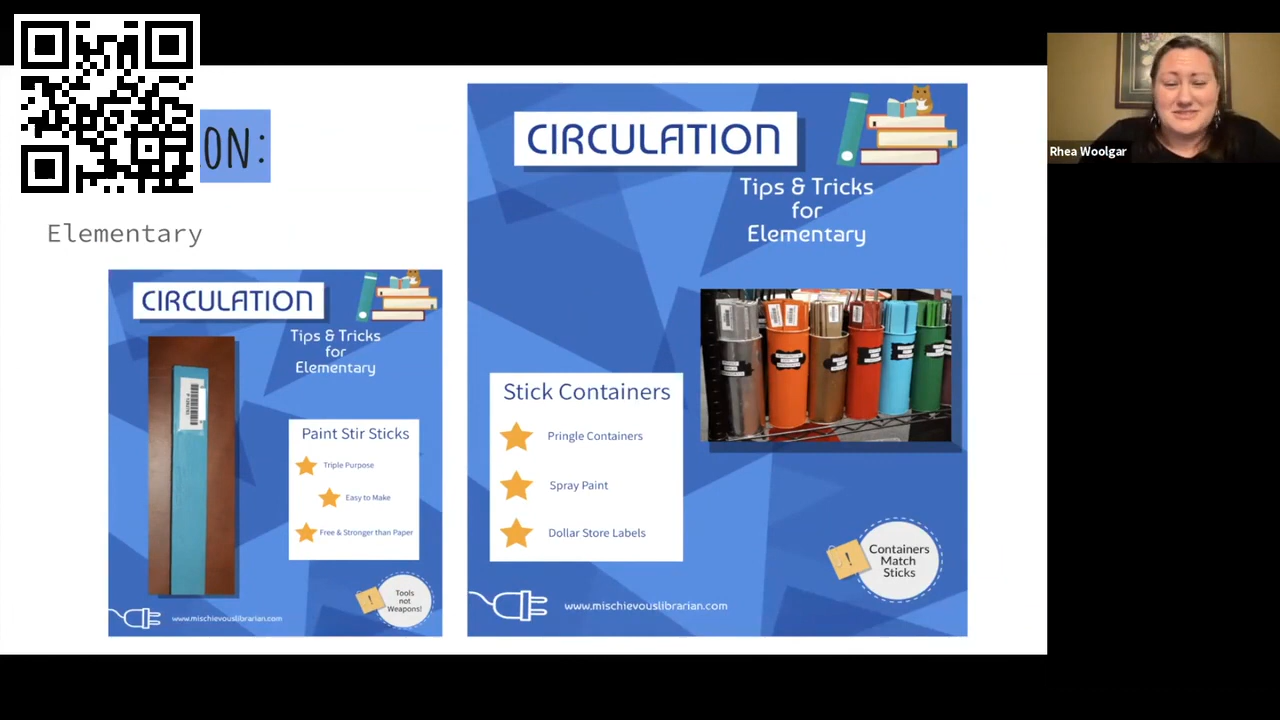 ON:
Elementary
CIRCULATION
Tips & Tricks
for
Elementary
Paint Stir Sticks
Triple Purpose
Easy to Make
Free & Stronger than Paper
Tools
not
Weapons!
www.mischievouslibrarian.com
CIRCULATION
Tips & Tricks
for
Elementary
Stick Containers
Pringle Containers
Spray Paint
Dollar Store Labels
!
Containers
Match
Sticks
www.mischievouslibrarian.com
Rhea Woolgar